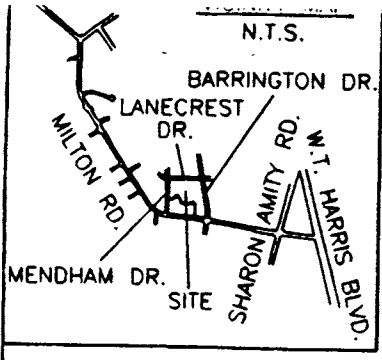 N.T.S.
BARRINGTON DR.
LANECREST
DR.
MILTON RD.
SHARON AMITY RD.
W.T. HARRIS BLVD.
MENDHAM DR.
SITE